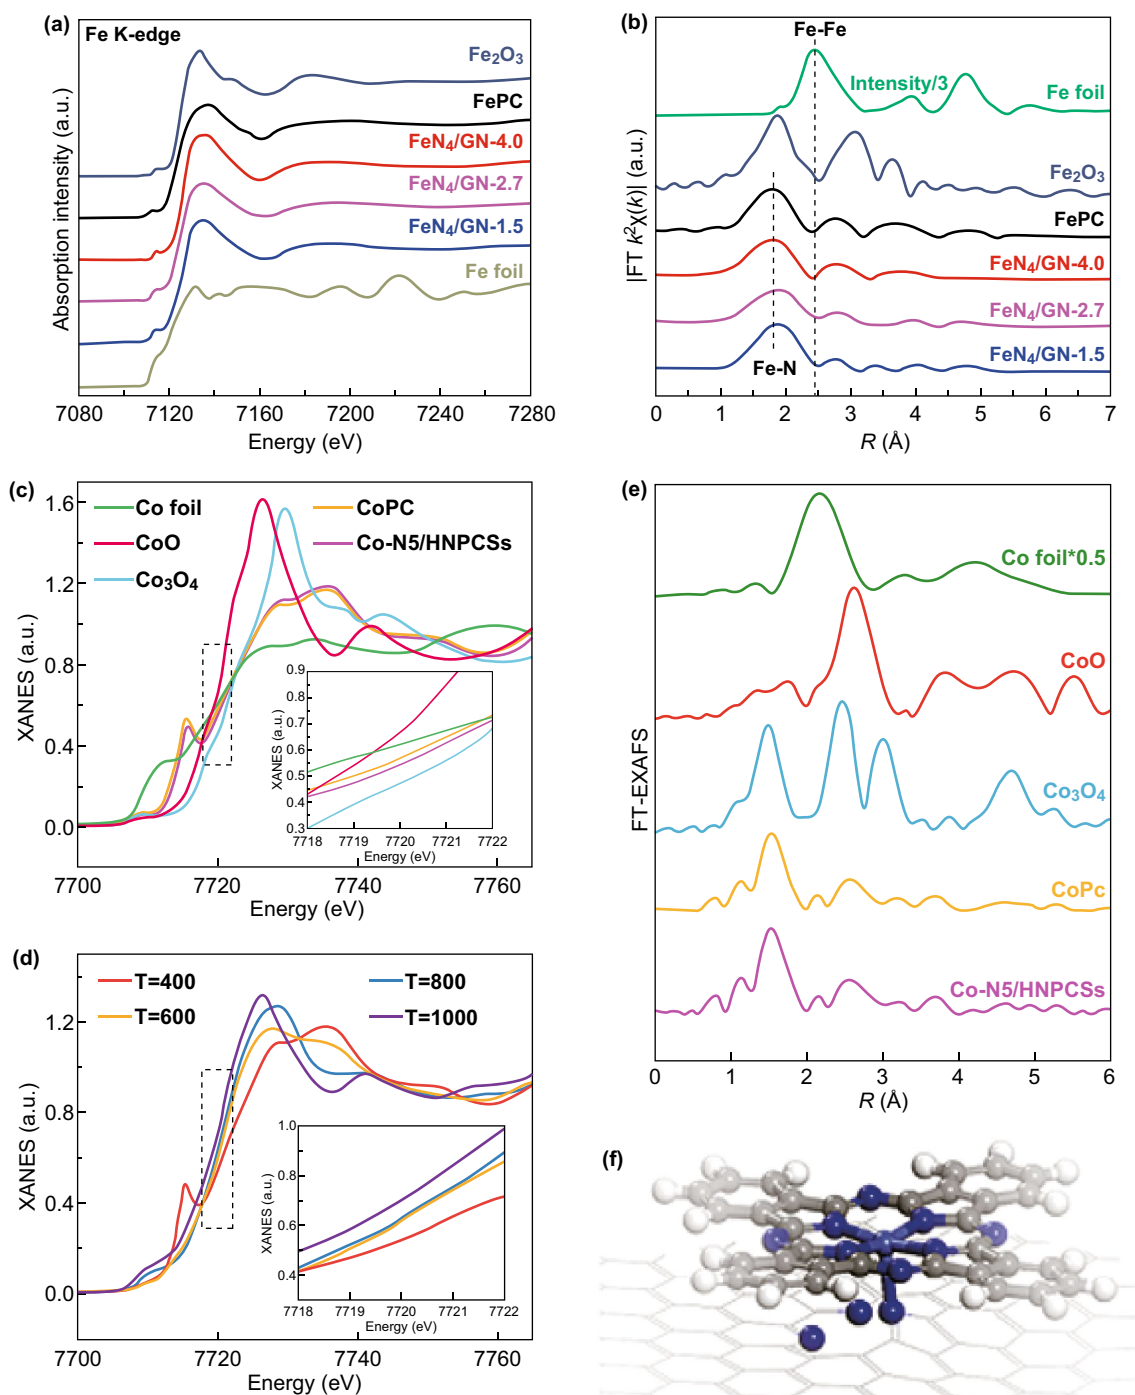 (a)
Fe K-edge
Fe₂O₃
FePC
FeN₄/GN-4.0
FeN₄/GN-2.7
FeN₄/GN-1.5
Fe foil
Absorption intensity (a.u.)
7080 7120 7160 7200 7240 7280
Energy (eV)
(b)
Fe-Fe
Intensity/3
Fe foil
Fe₂O₃
FePC
FeN₄/GN-4.0
FeN₄/GN-2.7
FeN₄/GN-1.5
Fe-N
|FT k²χ(k)| (a.u.)
0 1 2 3 4 5 6 7
R (Å)
(c)
Co foil CoPC
CoO Co-N5/HNPCSs
Co₃O₄
XANES (a.u.)
1.6
1.2
0.8
0.4
0.0
7700 7720 7740 7760
Energy (eV)
XANES (a.u.)
0.9
0.8
0.7
0.6
0.5
0.4
0.3
7718 7719 7720 7721 7722
Energy (eV)
(d)
T=400 T=800
T=600 T=1000
XANES (a.u.)
1.2
0.8
0.4
0.0
7700 7720 7740 7760
Energy (eV)
XANES (a.u.)
1.0
0.8
0.6
0.4
7718 7719 7720 7721 7722
Energy (eV)
(e)
Co foil*0.5
CoO
Co₃O₄
CoPc
Co-N5/HNPCSs
FT-EXAFS
0 1 2 3 4 5 6
R (Å)
(f)